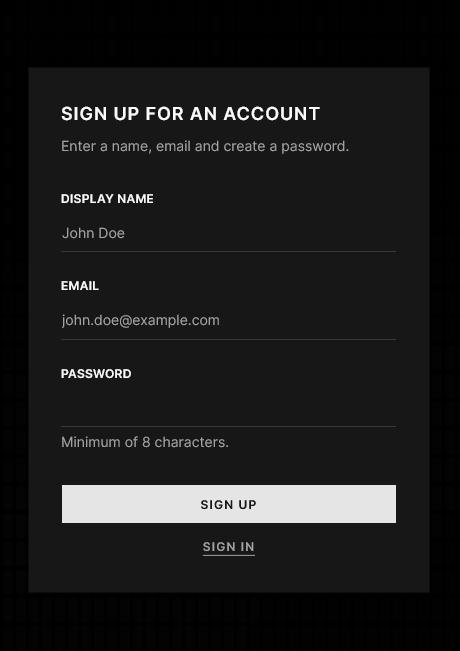 SIGN UP FOR AN ACCOUNT
Enter a name, email and create a password.
DISPLAY NAME
John Doe
EMAIL
john.doe@example.com
PASSWORD
Minimum of 8 characters.
SIGN UP
SIGN IN